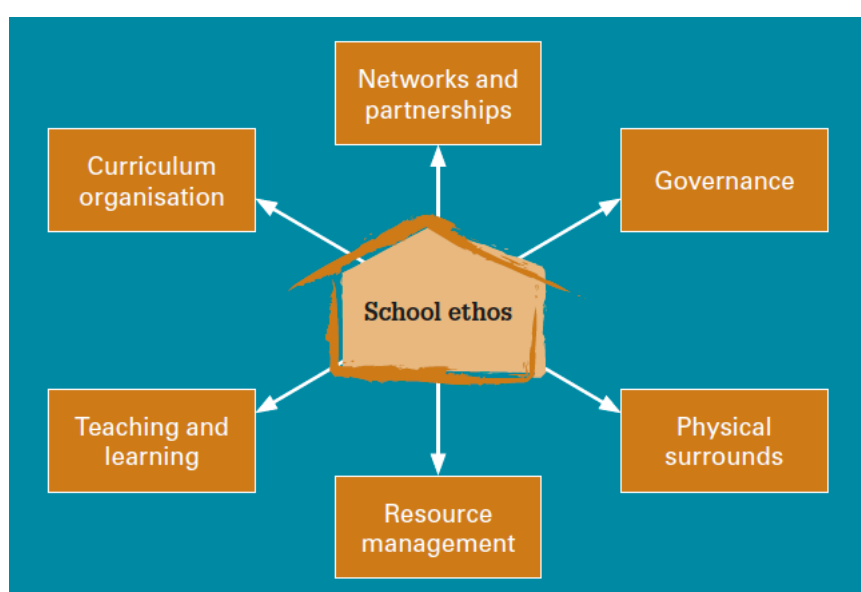 Networks and
partnerships
Curriculum
organisation
Governance
School ethos
Teaching and
learning
Physical
surrounds
Resource
management